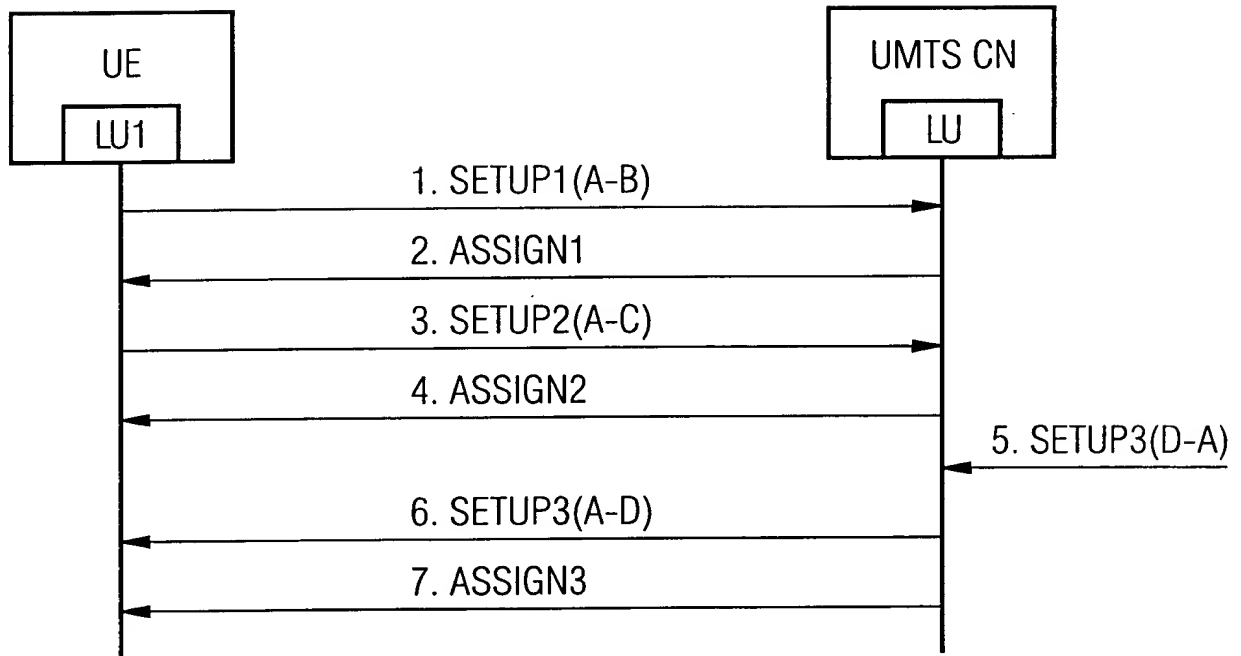 UE
UMTS CN
LU1
LU
1. SETUP1(A-B)
2. ASSIGN1
3. SETUP2(A-C)
4. ASSIGN2
5. SETUP3(D-A)
6. SETUP3(A-D)
7. ASSIGN3